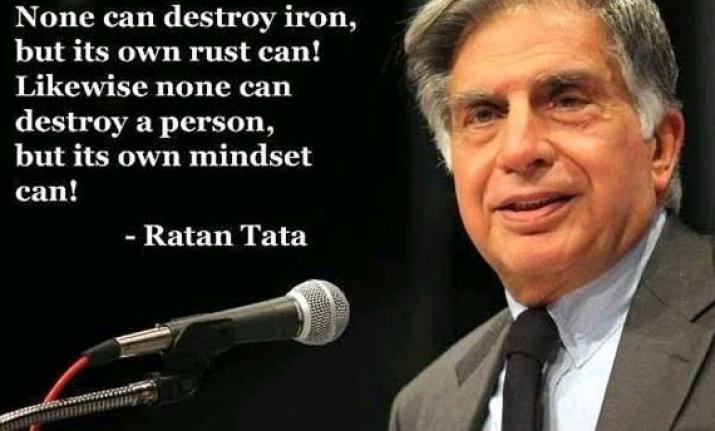 None can destroy iron,
but its own rust can!
Likewise none can
destroy a person,
but its own mindset
can!
- Ratan Tata